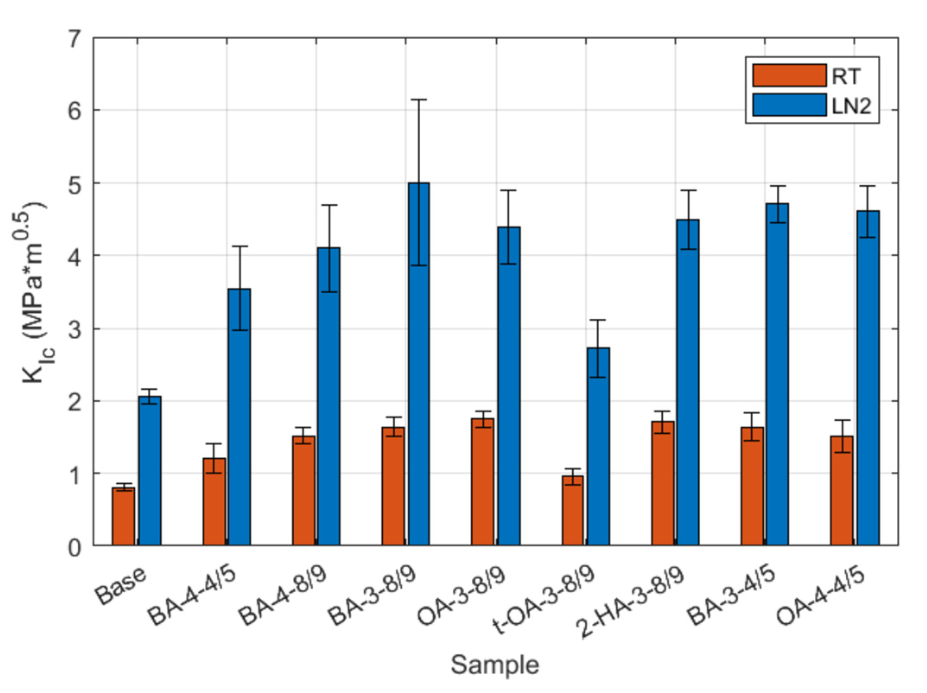 7
6
5
4
3
2
1
0
K_Ic (MPa*m^0.5)
RT
LN2
Base
BA-4-4/5
BA-4-8/9
BA-3-8/9
OA-3-8/9
t-OA-3-8/9
2-HA-3-8/9
BA-3-4/5
OA-4-4/5
Sample